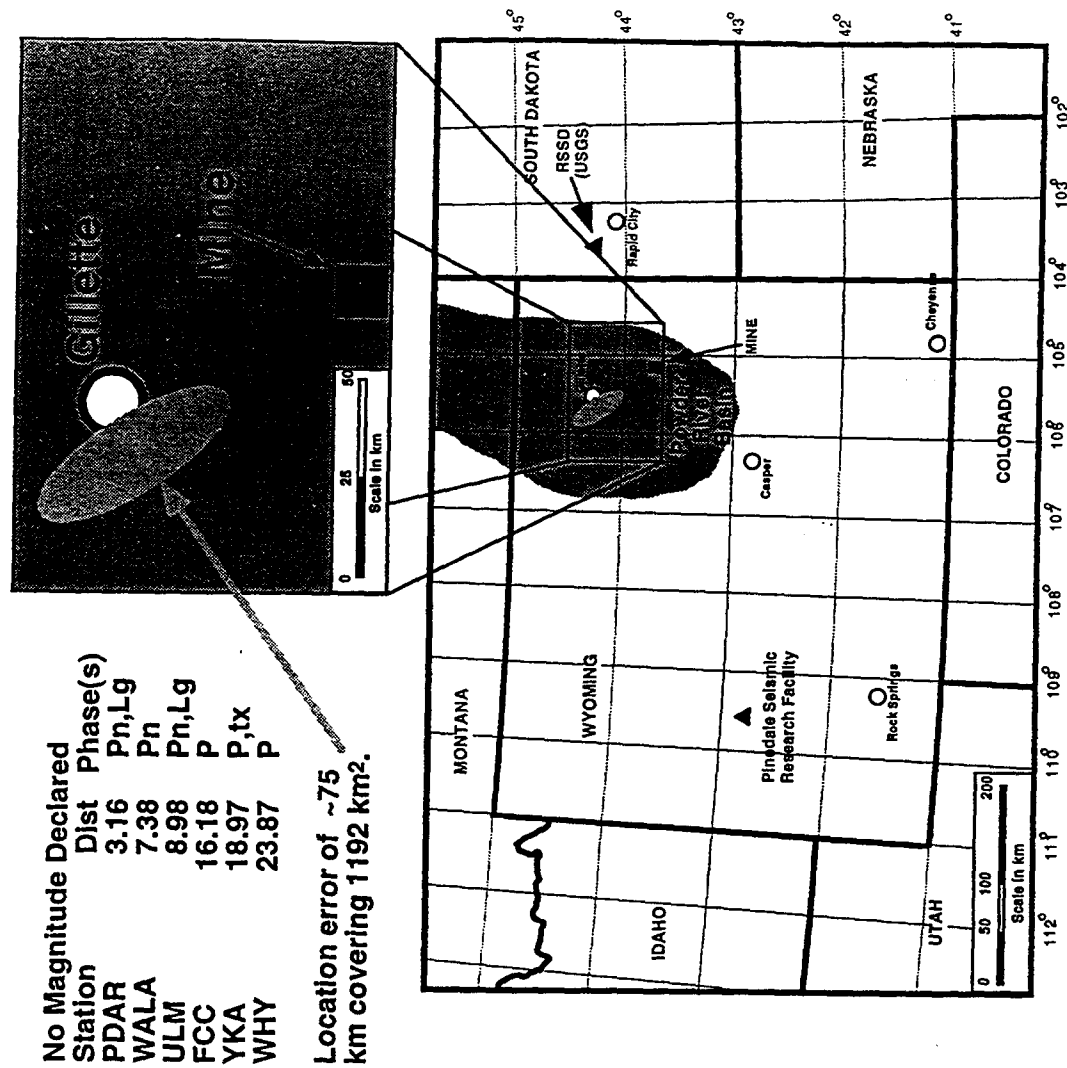 No Magnitude Declared
Station Dist Phase(s)
PDAR 3.16 Pn,Lg
WALA 7.38 Pn
ULM 8.98 Pn,Lg
FCC 16.18 P
YKA 18.97 P,tx
WHY 23.87 P
Location error of ~75
km covering 1192 km².
Gillette
Mine
0 25 50
Scale in km
45°
44°
43°
42°
41°
MONTANA
SOUTH DAKOTA
RSSD
(USGS)
Rapid City
IDAHO
WYOMING
Powder
River
Basin
MINE
Casper
Pinedale Seismic
Research Facility
NEBRASKA
Rock Springs
Cheyenne
UTAH
COLORADO
0 50 100 200
Scale in km
112° 111° 110° 109° 108° 107° 106° 105° 104° 103° 102°